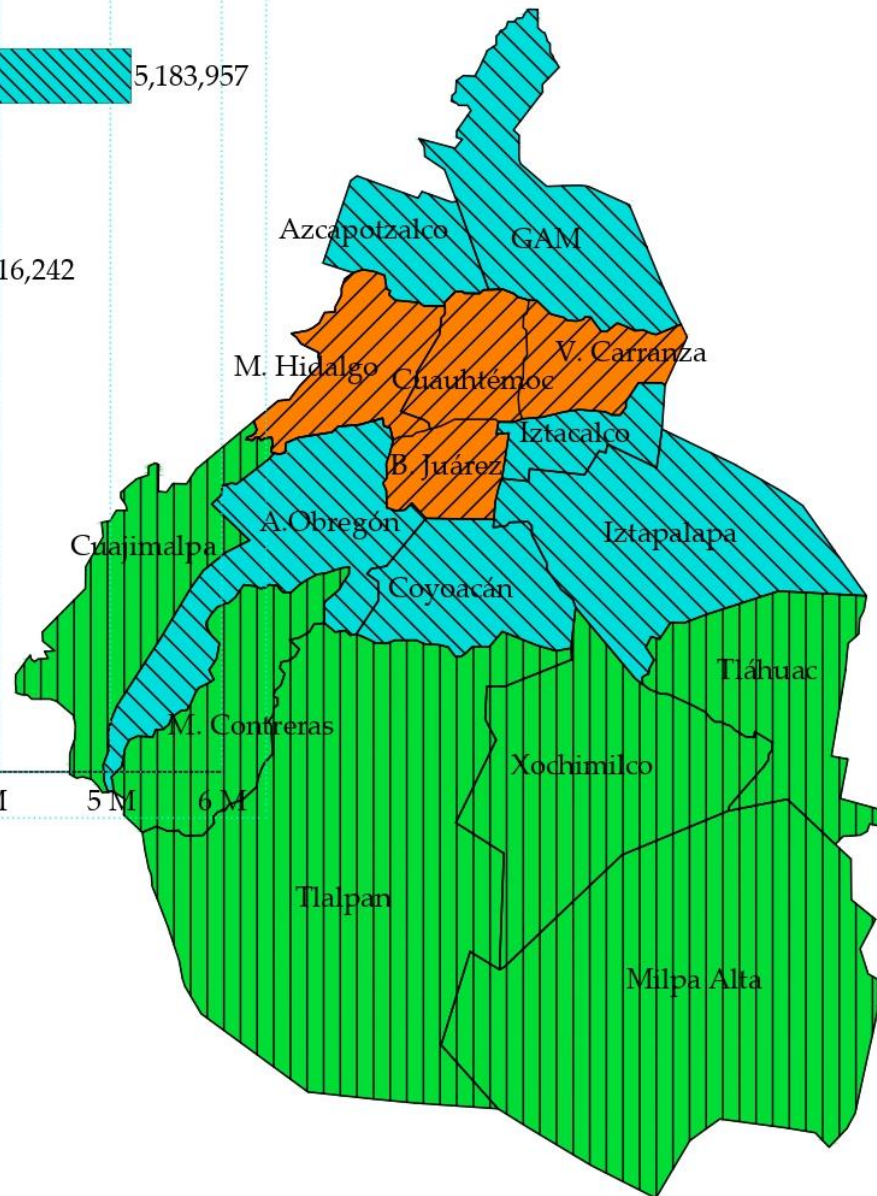 5,183,957
Azcapotzalco
GAM
16,242
V. Carranza
M. Hidalgo
Cuauhtémoc
Iztacalco
B. Juárez
A.Obregón
Iztapalapa
Cuajimalpa
Coyoacán
Tláhuac
M. Contreras
Xochimilco
M
5 M
6 M
Tlalpan
Milpa Alta